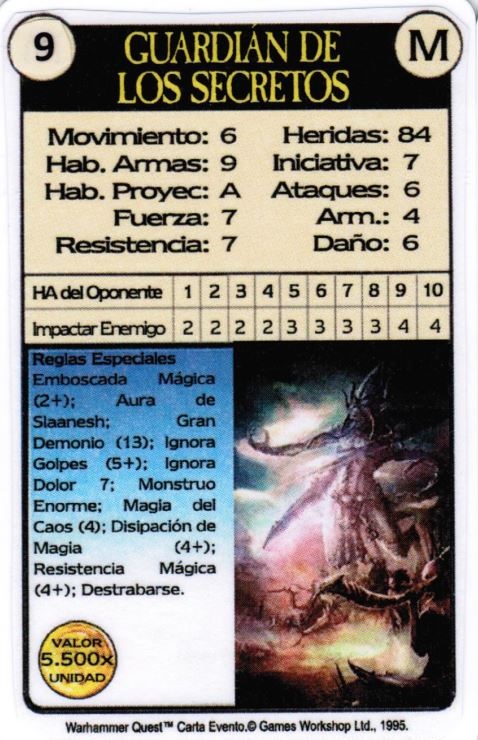 9
M
GUARDIÁN DE
LOS SECRETOS
Movimiento: 6 Heridas: 84
Hab. Armas: 9 Iniciativa: 7
Hab. Proyec: A Ataques: 6
Fuerza: 7 Arm.: 4
Resistencia: 7 Daño: 6
HA del Oponente 1 2 3 4 5 6 7 8 9 10
Impactar Enemigo 2 2 2 2 3 3 3 3 4 4
Reglas Especiales
Emboscada Mágica
(2+); Aura de
Slaanesh; Gran
Demonio (13); Ignora
Golpes (5+); Ignora
Dolor 7; Monstruo
Enorme; Magia del
Caos (4); Disipación de
Magia (4+);
Resistencia Mágica
(4+); Destrabarse.
VALOR
5.500x
UNIDAD
Warhammer Quest™ Carta Evento.© Games Workshop Ltd., 1995.